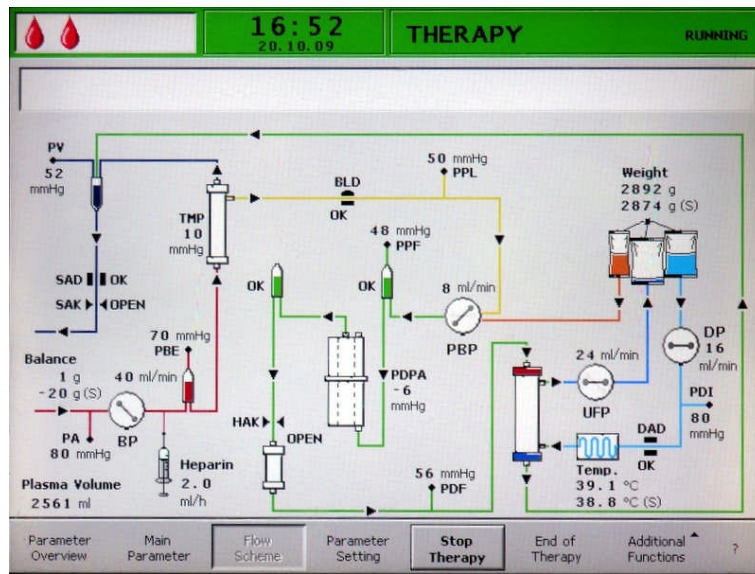 16:52
20.10.09
THERAPY
RUNNING
PV
52
mmHg
BLD
OK
50 mmHg
PPL
Weight
2892 g
2874 g (S)
TMP
10
mmHg
48 mmHg
PPF
SAD OK
SAK OPEN
OK
OK
8 ml/min
PBP
DP
16
ml/min
70 mmHg
PBE
Balance
1 g
-20 g (S)
40 ml/min
BP
PA
80 mmHg
PDPA
-6
mmHg
24 ml/min
UFP
PDI
80
mmHg
HAK
OPEN
DAD
OK
Heparin
2.0
ml/h
56 mmHg
PDF
Temp.
39.1 °C
38.8 °C (S)
Plasma Volume
2561 ml
Parameter
Overview
Main
Parameter
Flow
Scheme
Parameter
Setting
Stop
Therapy
End of
Therapy
Additional
Functions
?